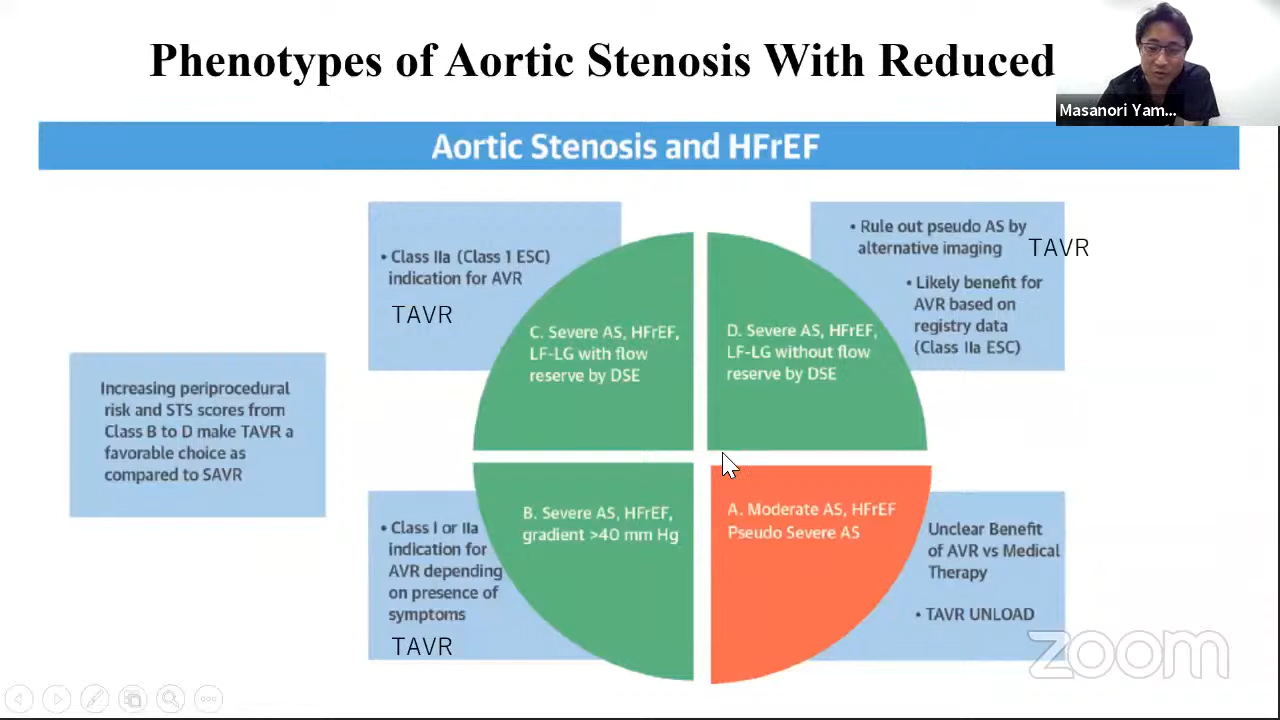 Phenotypes of Aortic Stenosis With Reduced
Masanori Yam...
Aortic Stenosis and HFrEF
• Class IIa (Class 1 ESC)
indication for AVR
TAVR
C. Severe AS, HFrEF,
LF-LG with flow
reserve by DSE
D. Severe AS, HFrEF,
LF-LG without flow
reserve by DSE
• Rule out pseudo AS by
alternative imaging
TAVR
• Likely benefit for
AVR based on
registry data
(Class IIa ESC)
Increasing periprocedural
risk and STS scores from
Class B to D make TAVR a
favorable choice as
compared to SAVR
• Class I or IIa
indication for
AVR depending
on presence of
symptoms
TAVR
B. Severe AS, HFrEF,
gradient >40 mm Hg
A. Moderate AS, HFrEF
Pseudo Severe AS
Unclear Benefit
of AVR vs Medical
Therapy
• TAVR UNLOAD
zoom